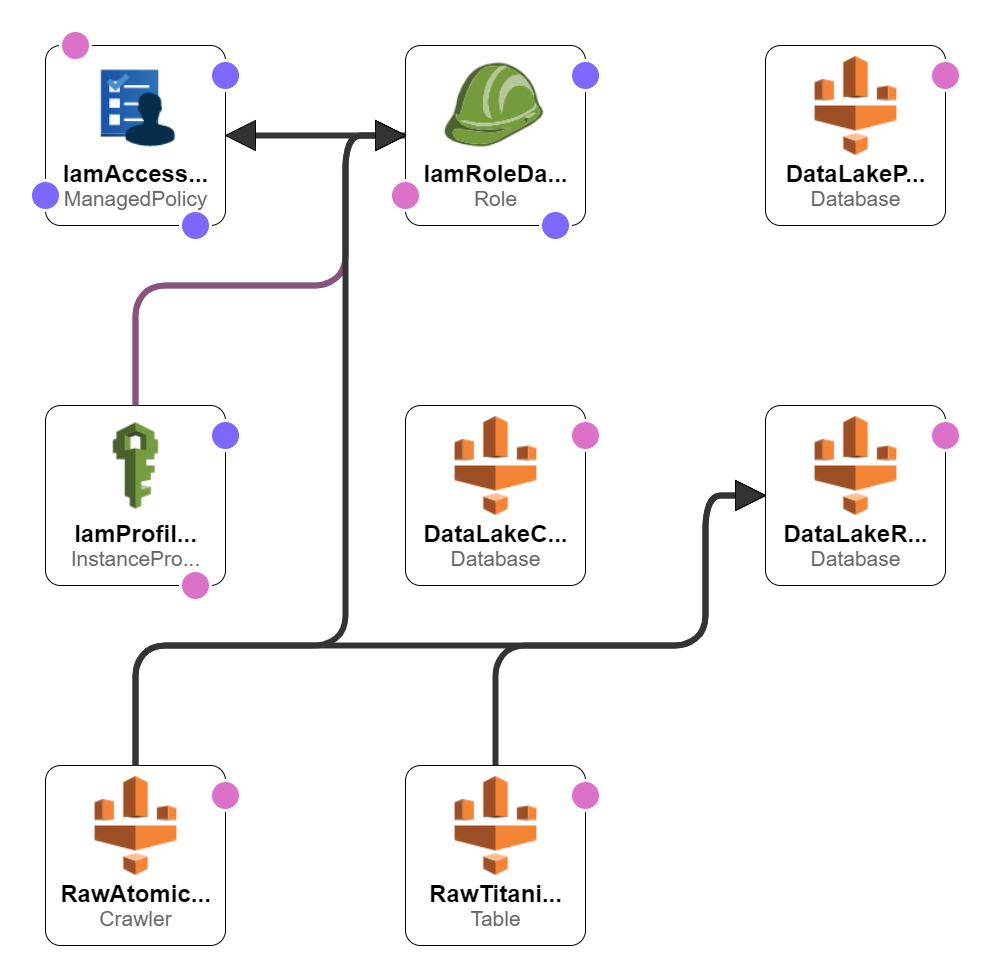 IamAccess...
ManagedPolicy
IamRoleDa...
Role
DataLakeP...
Database
IamProfil...
InstancePro...
DataLakeC...
Database
DataLakeR...
Database
RawAtomic...
Crawler
RawTitani...
Table